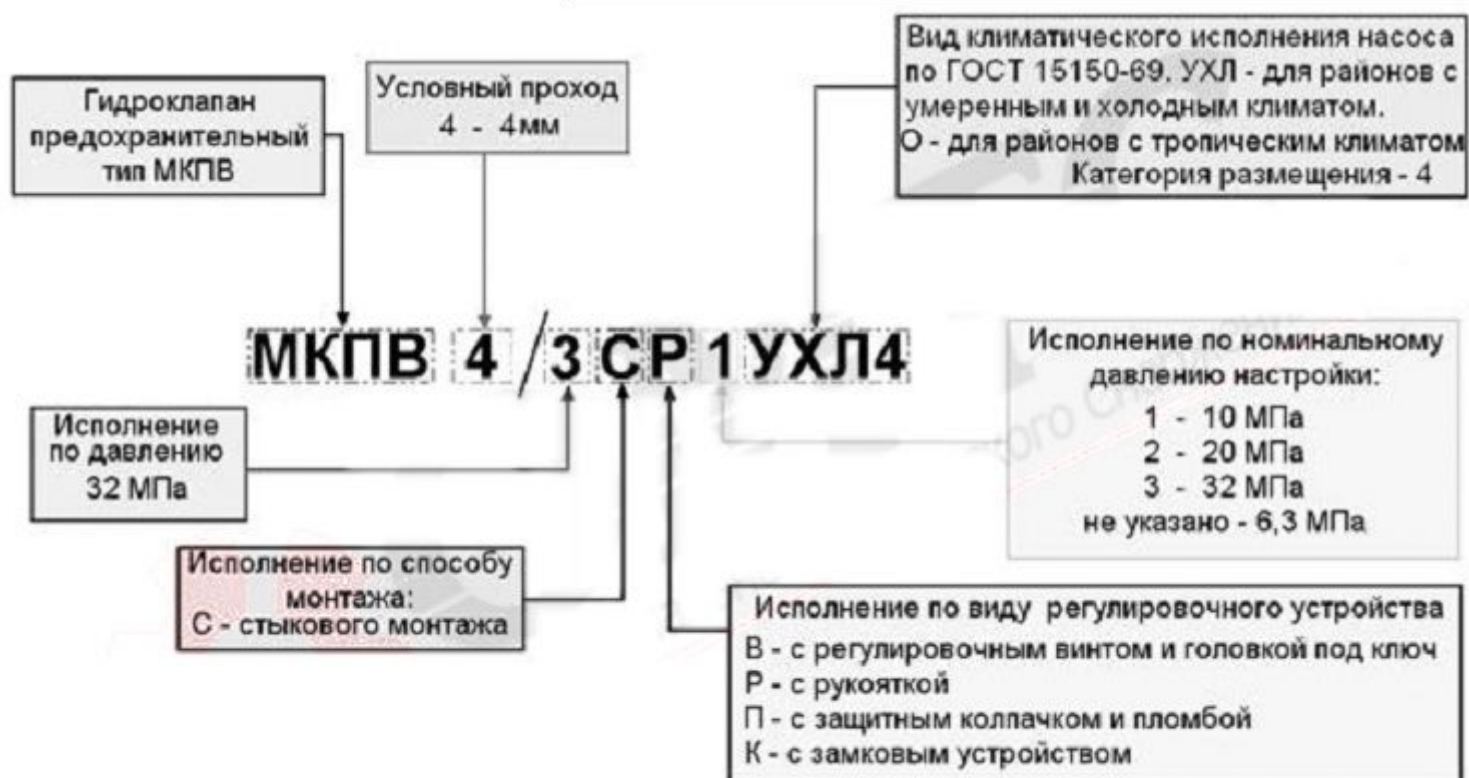 Гидроклапан
предохранительный
тип МКПВ
Условный проход
4 - 4мм
Вид климатического исполнения насоса
по ГОСТ 15150-69. УХЛ - для районов с
умеренным и холодным климатом.
О - для районов с тропическим климатом
Категория размещения - 4
МКПВ 4 / 3 С Р 1 УХЛ4
Исполнение
по давлению
32 МПа
Исполнение по номинальному
давлению настройки:
1 - 10 МПа
2 - 20 МПа
3 - 32 МПа
не указано - 6,3 МПа
Исполнение по способу
монтажа:
С - стыкового монтажа
Исполнение по виду регулировочного устройства
В - с регулировочным винтом и головкой под ключ
Р - с рукояткой
П - с защитным колпачком и пломбой
К - с замковым устройством